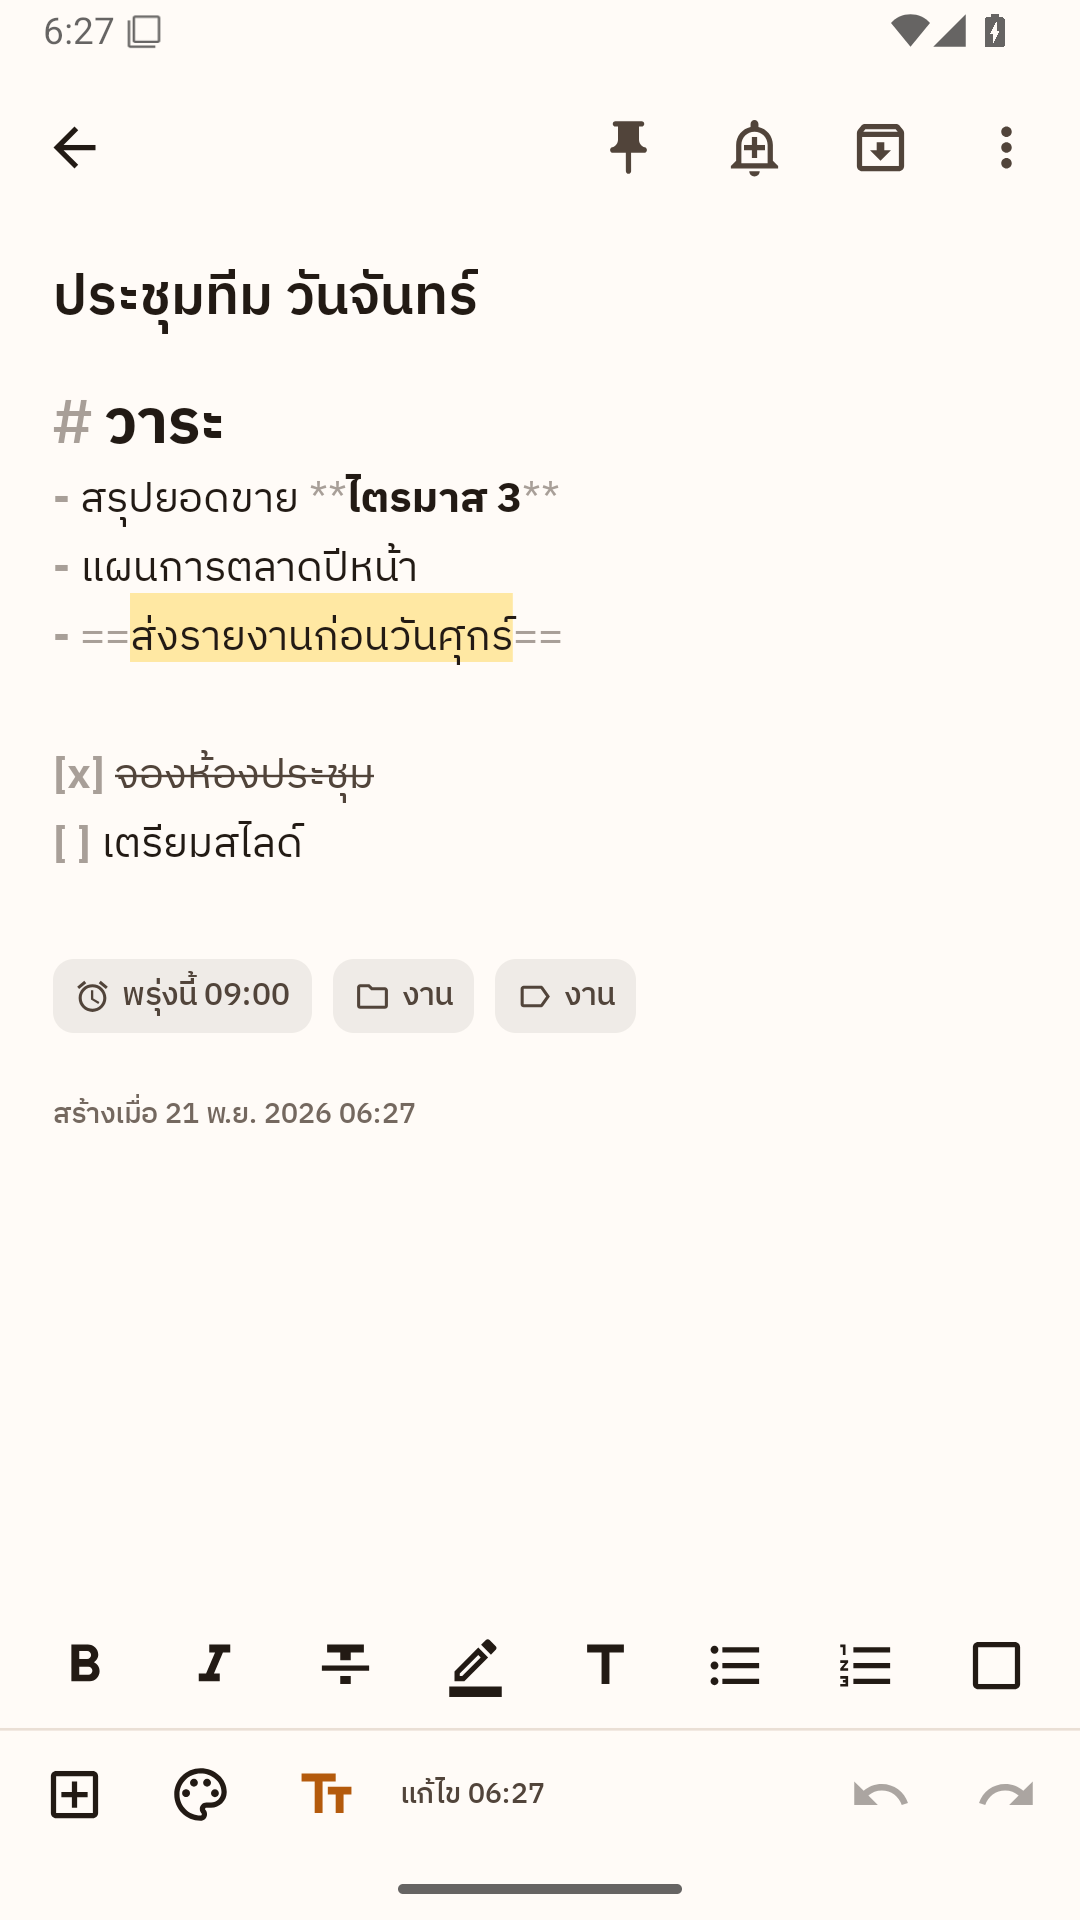 6:27
ประชุมทีม วันจันทร์
# วาระ
- สรุปยอดขาย **ไตรมาส 3**
- แผนการตลาดปีหน้า
- ==ส่งรายงานก่อนวันศุกร์==
[x] จองห้องประชุม
[ ] เตรียมสไลด์
พรุ่งนี้ 09:00 งาน งาน
สร้างเมื่อ 21 พ.ย. 2026 06:27
แก้ไข 06:27